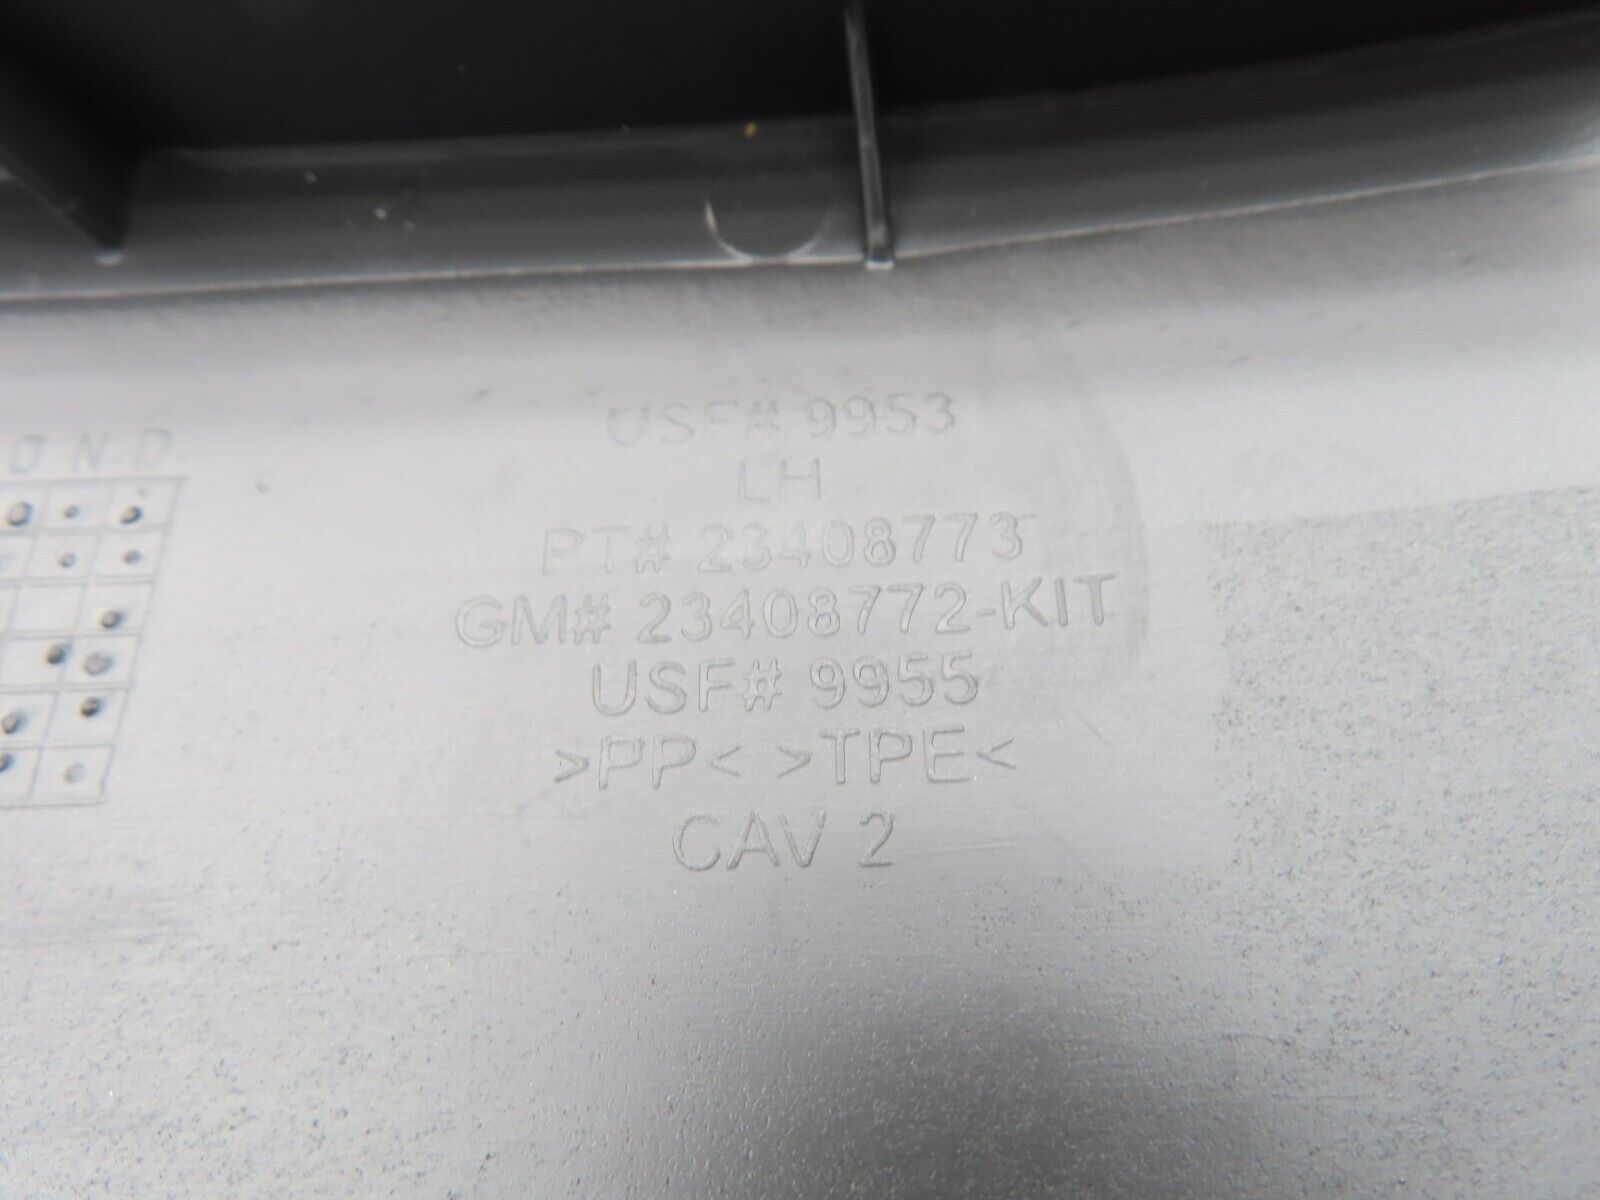 USF# 9953
LH
PT# 23408773
GM# 23408772-KIT
USF# 9955
>PP< >TPE<
CAV 2
O N D